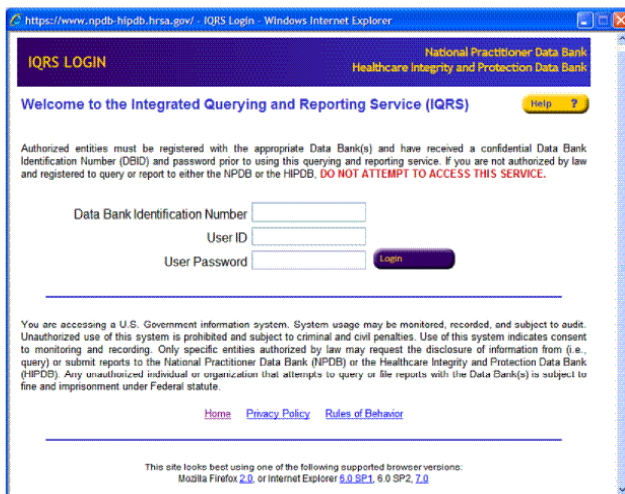 https://www.npdb-hipdb.hrsa.gov/ - IQRS Login - Windows Internet Explorer
IQRS LOGIN
National Practitioner Data Bank
Healthcare Integrity and Protection Data Bank
Welcome to the Integrated Querying and Reporting Service (IQRS)
Help ?
Authorized entities must be registered with the appropriate Data Bank(s) and have received a confidential Data Bank
Identification Number (DBID) and password prior to using this querying and reporting service. If you are not authorized by law
and registered to query or report to either the NPDB or the HIPDB, DO NOT ATTEMPT TO ACCESS THIS SERVICE.
Data Bank Identification Number
User ID
User Password
Login
You are accessing a U.S. Government information system. System usage may be monitored, recorded, and subject to audit.
Unauthorized use of this system is prohibited and subject to criminal and civil penalties. Use of this system indicates consent
to monitoring and recording. Only specific entities authorized by law may request the disclosure of information from (i.e.,
query) or submit reports to the National Practitioner Data Bank (NPDB) or the Healthcare Integrity and Protection Data Bank
(HIPDB). Any unauthorized individual or organization that attempts to query or file reports with the Data Bank(s) is subject to
fine and imprisonment under Federal statute.
Home Privacy Policy Rules of Behavior
This site looks best using one of the following supported browser versions:
Mozilla Firefox 2.0, or Internet Explorer 6.0 SP1, 6.0 SP2, 7.0